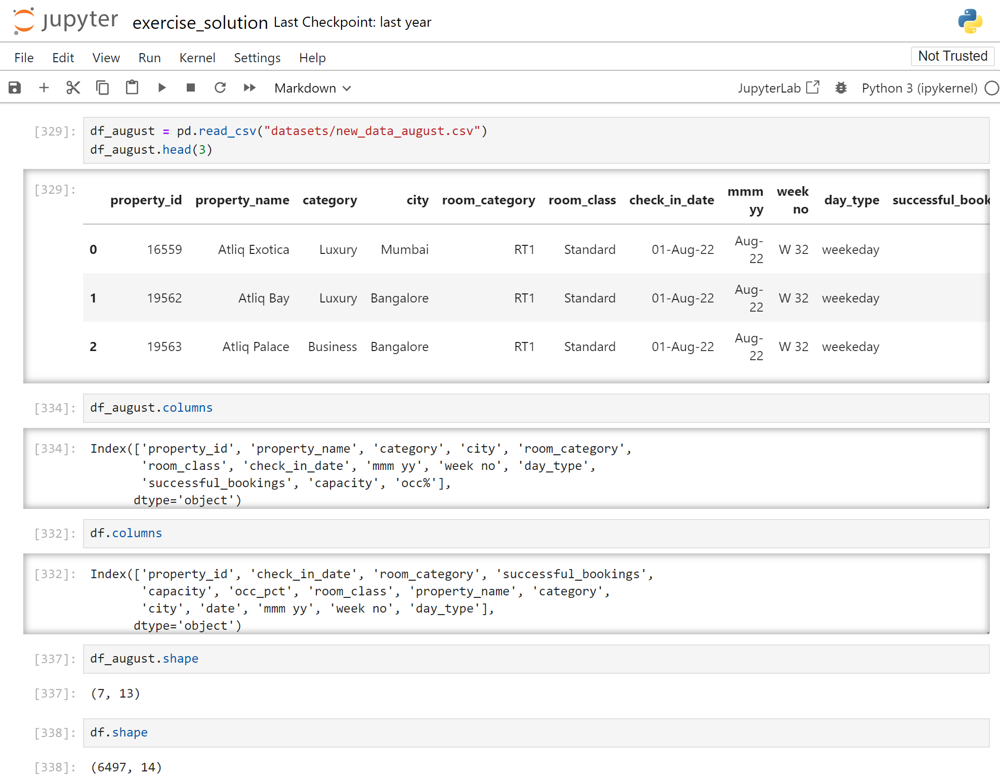 jupyter exercise_solution Last Checkpoint: last year
File Edit View Run Kernel Settings Help Not Trusted
Markdown JupyterLab Python 3 (ipykernel)
[329]: df_august = pd.read_csv("datasets/new_data_august.csv")
df_august.head(3)
[329]:
property_id property_name category city room_category room_class check_in_date mmm yy week no day_type successful_book
0 16559 Atliq Exotica Luxury Mumbai RT1 Standard 01-Aug-22 Aug-22 W 32 weekeday
1 19562 Atliq Bay Luxury Bangalore RT1 Standard 01-Aug-22 Aug-22 W 32 weekeday
2 19563 Atliq Palace Business Bangalore RT1 Standard 01-Aug-22 Aug-22 W 32 weekeday
[334]: df_august.columns
[334]: Index(['property_id', 'property_name', 'category', 'city', 'room_category',
'room_class', 'check_in_date', 'mmm yy', 'week no', 'day_type',
'successful_bookings', 'capacity', 'occ%'],
dtype='object')
[332]: df.columns
[332]: Index(['property_id', 'check_in_date', 'room_category', 'successful_bookings',
'capacity', 'occ_pct', 'room_class', 'property_name', 'category',
'city', 'date', 'mmm yy', 'week no', 'day_type'],
dtype='object')
[337]: df_august.shape
[337]: (7, 13)
[338]: df.shape
[338]: (6497, 14)